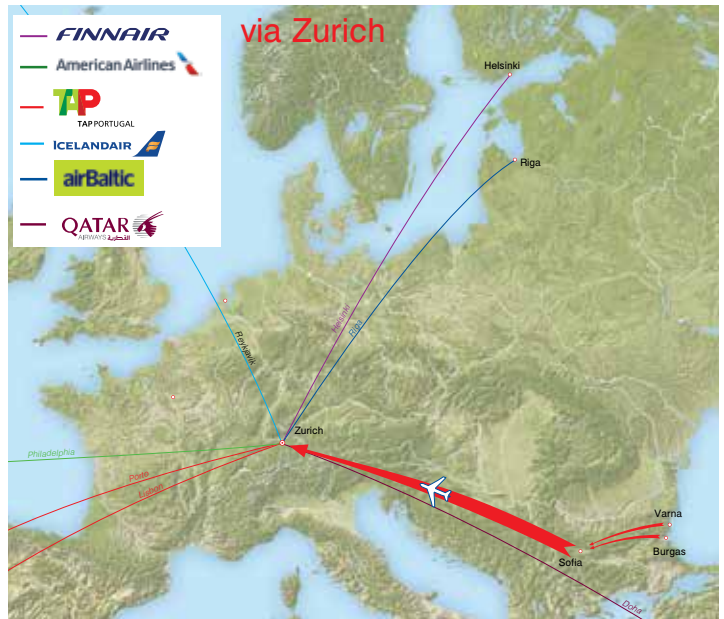 via Zurich
FINNAIR
American Airlines
TAP
TAP PORTUGAL
ICELANDAIR
airBaltic
QATAR
AIRWAYS القطرية
Helsinki
Riga
Helsinki
Riga
Reykjavik
Zurich
Philadelphia
Porto
Lisbon
Varna
Burgas
Sofia
Doha